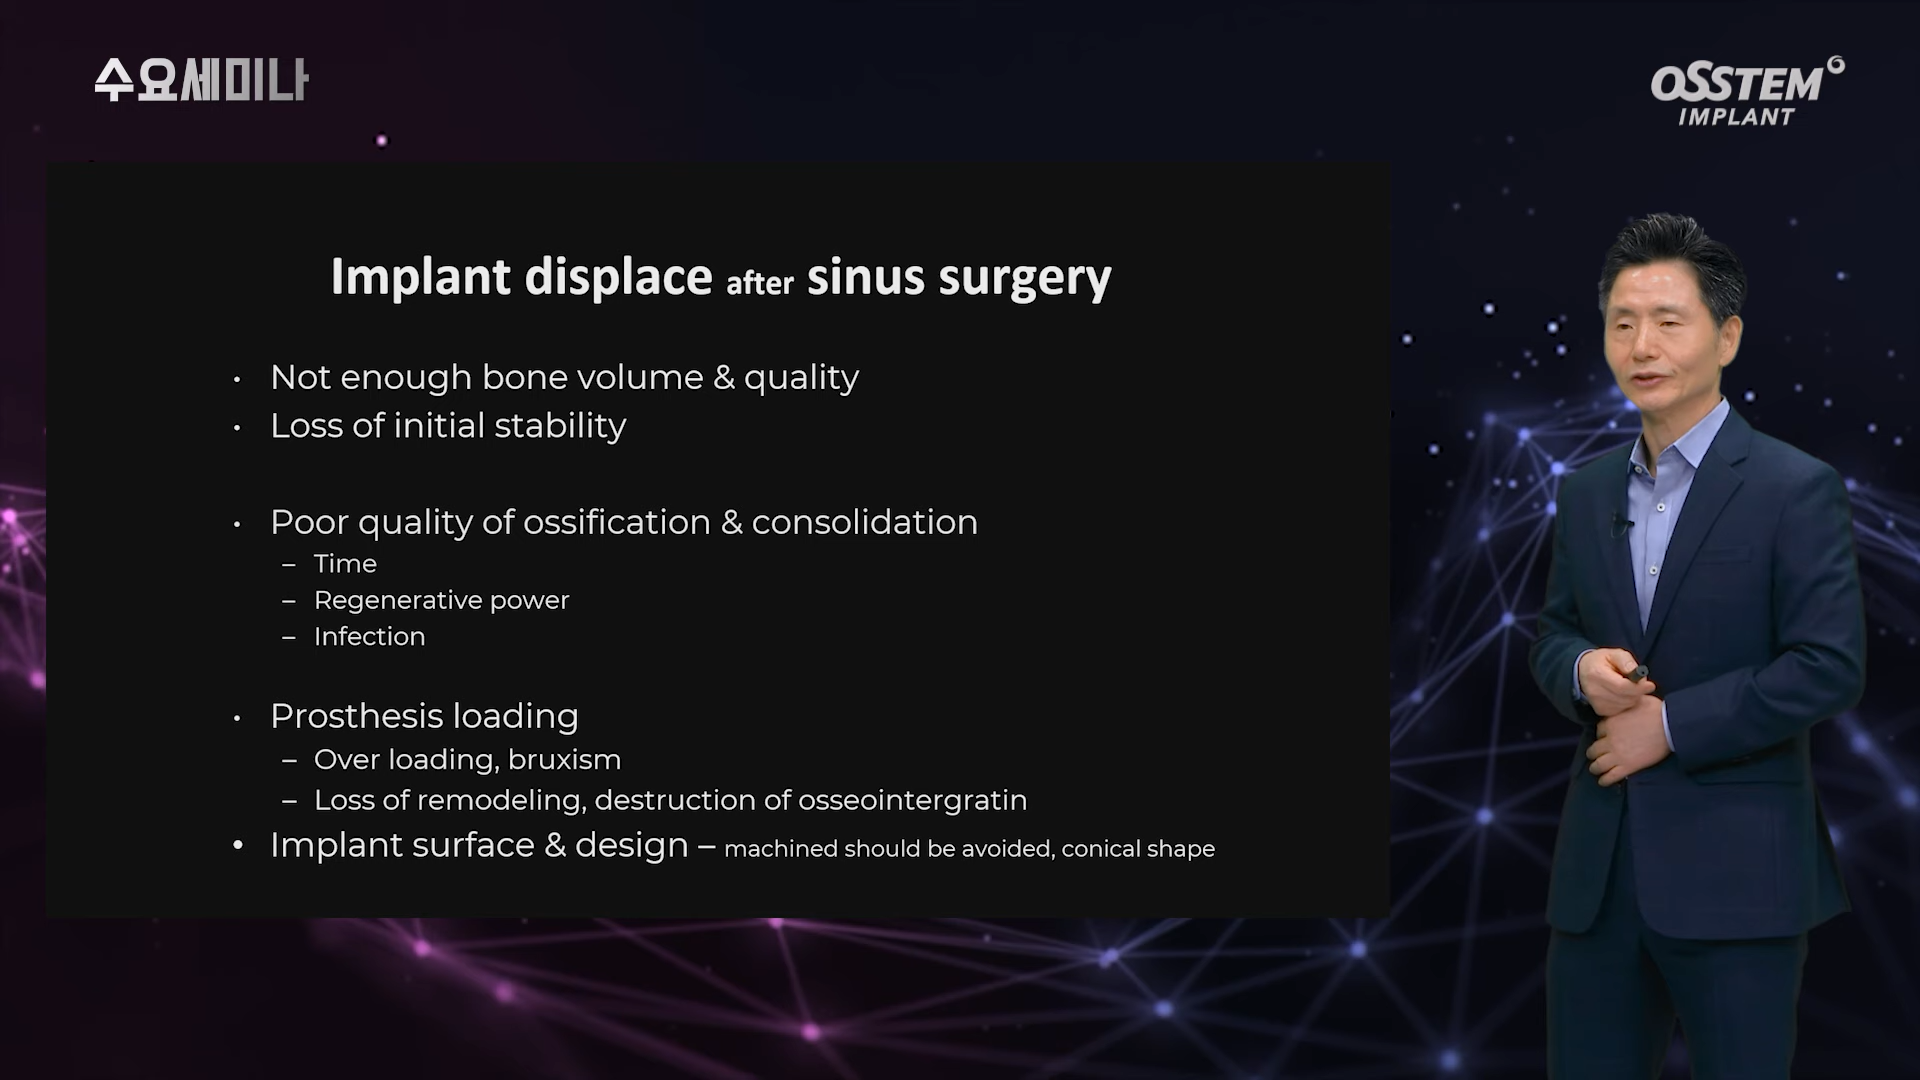 수요세미나
OSSTEM
IMPLANT
Implant displace after sinus surgery
• Not enough bone volume & quality
• Loss of initial stability
• Poor quality of ossification & consolidation
– Time
– Regenerative power
– Infection
• Prosthesis loading
– Over loading, bruxism
– Loss of remodeling, destruction of osseointergratin
• Implant surface & design – machined should be avoided, conical shape